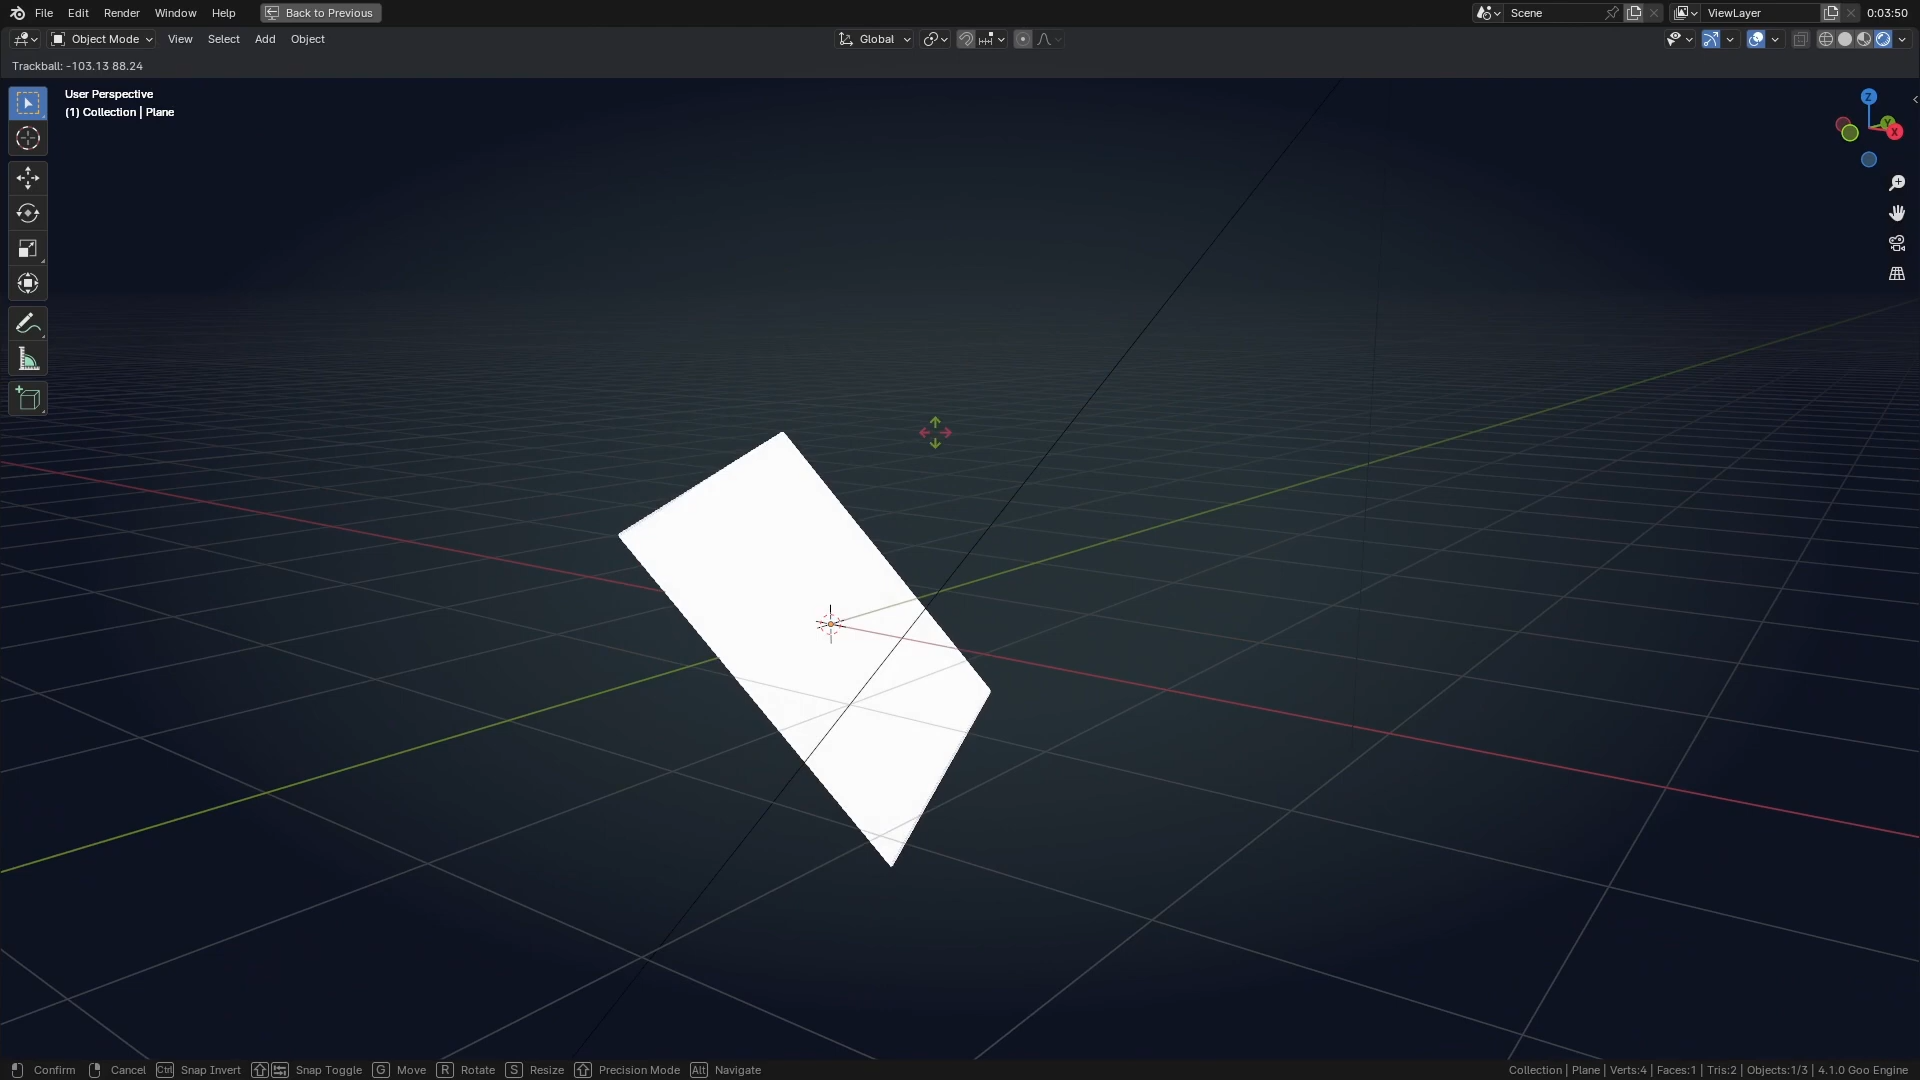 File Edit Render Window Help Back to Previous Scene ViewLayer 0:03:50
Object Mode View Select Add Object Global
Trackball: -103.13 88.24
User Perspective
(1) Collection | Plane
Z
Y
X
Confirm Cancel Ctrl Snap Invert Snap Toggle G Move R Rotate S Resize Precision Mode Alt Navigate Collection | Plane | Verts:4 | Faces:1 | Tris:2 | Objects:1/3 | 4.1.0 Goo Engine